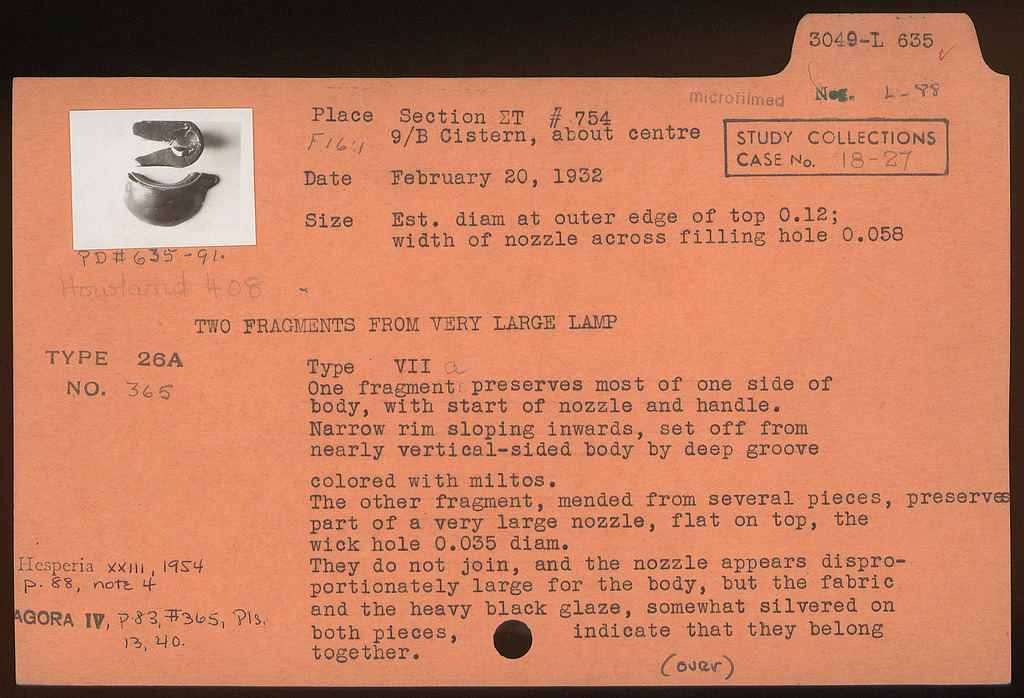 3049-L 635
microfilmed Neg. L-88
Place Section ΣT # 754
F16:1 9/B Cistern, about centre
STUDY COLLECTIONS
CASE No. 18-27
Date February 20, 1932
Size Est. diam at outer edge of top 0.12;
width of nozzle across filling hole 0.058
PD# 635-91.
Howland 408
TWO FRAGMENTS FROM VERY LARGE LAMP
TYPE 26A
NO. 365
Type VII a
One fragment preserves most of one side of
body, with start of nozzle and handle.
Narrow rim sloping inwards, set off from
nearly vertical-sided body by deep groove
colored with miltos.
The other fragment, mended from several pieces, preserves
part of a very large nozzle, flat on top, the
wick hole 0.035 diam.
They do not join, and the nozzle appears dispro-
portionately large for the body, but the fabric
and the heavy black glaze, somewhat silvered on
both pieces, indicate that they belong
together.
(over)
Hesperia XXIII, 1954
p. 88, note 4
AGORA IV, p. 83, #365, Pls.
13, 40.